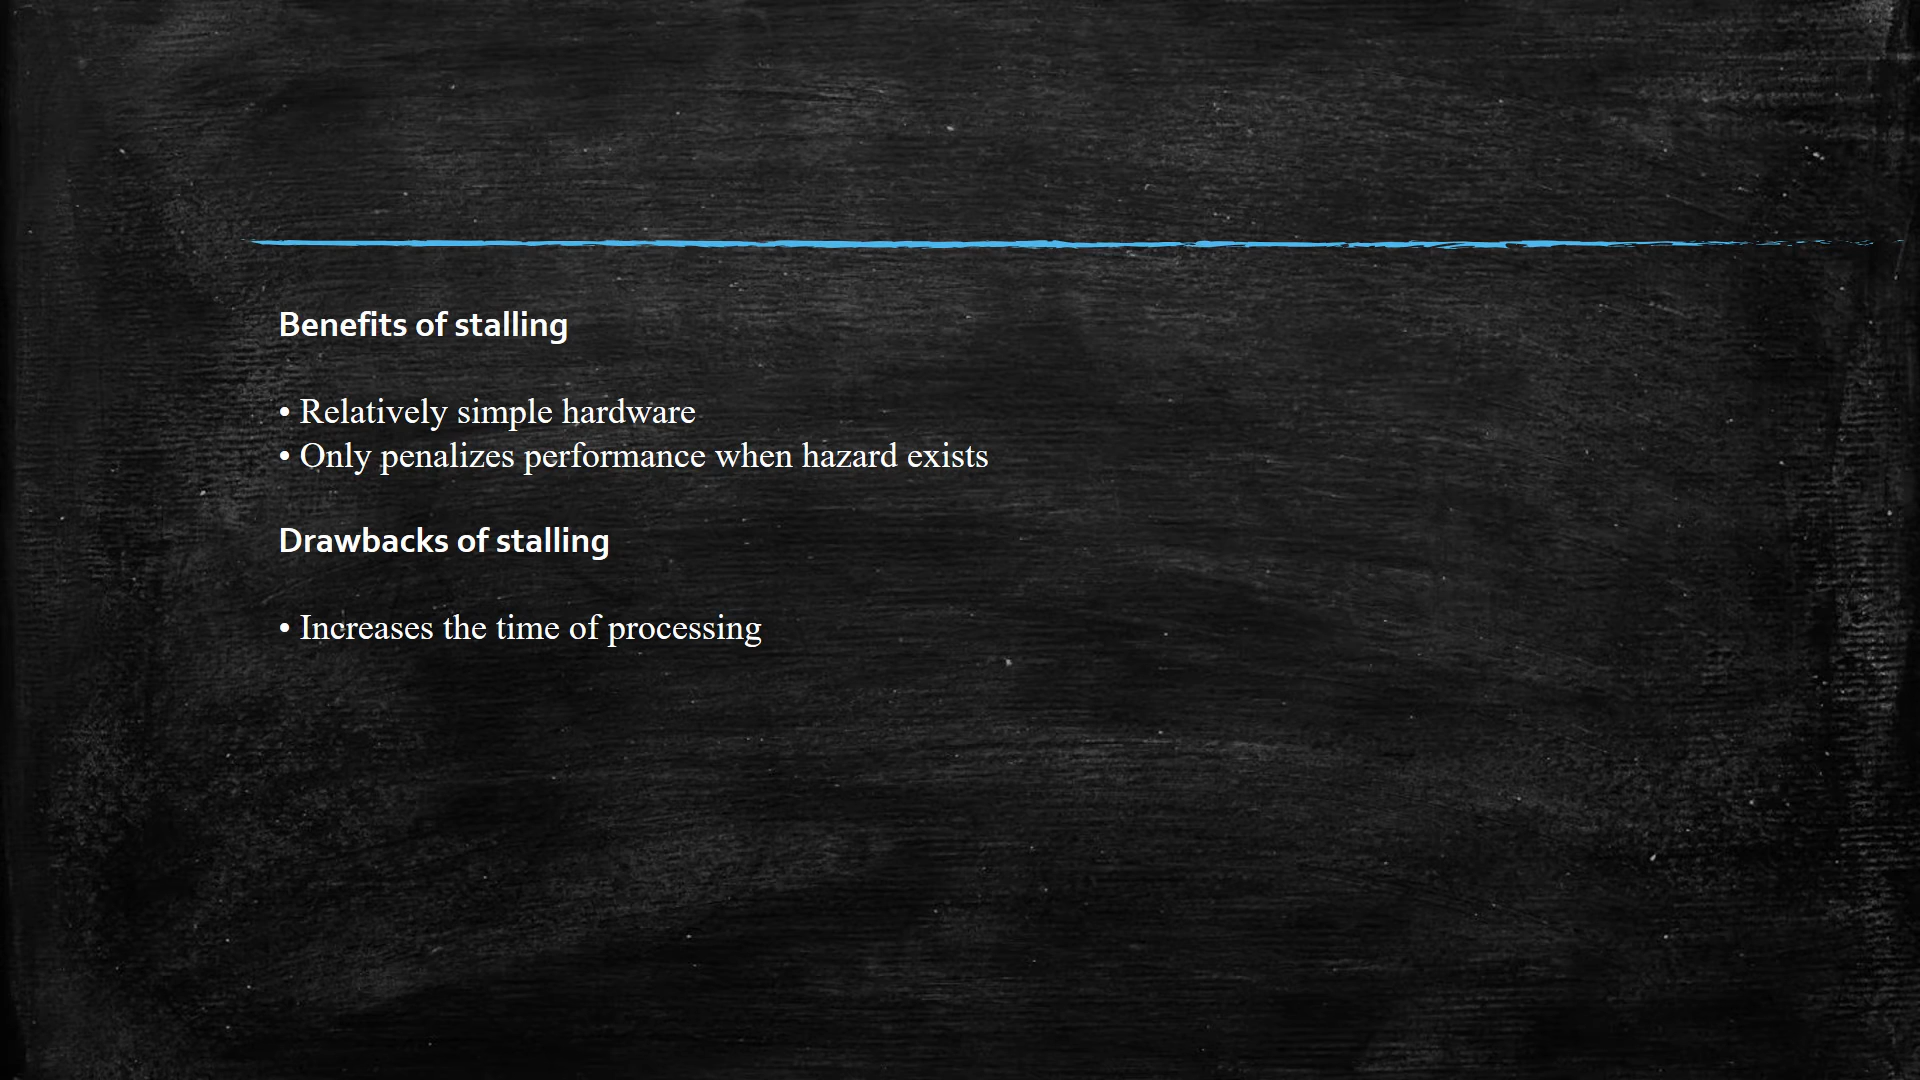 Benefits of stalling
• Relatively simple hardware
• Only penalizes performance when hazard exists
Drawbacks of stalling
• Increases the time of processing